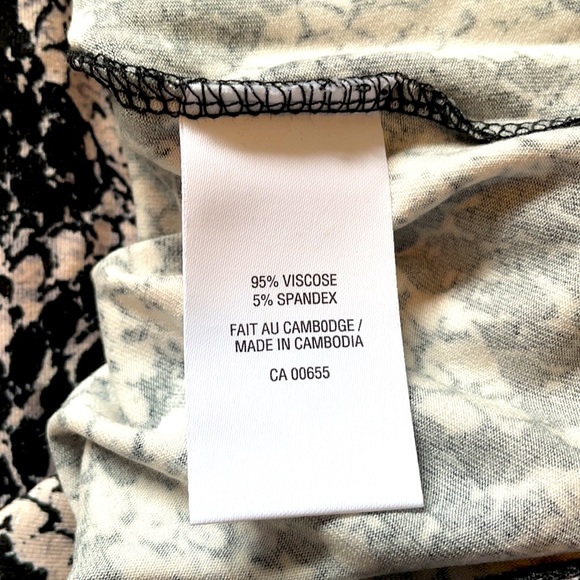 95% VISCOSE
5% SPANDEX
FAIT AU CAMBODGE /
MADE IN CAMBODIA
CA 00655